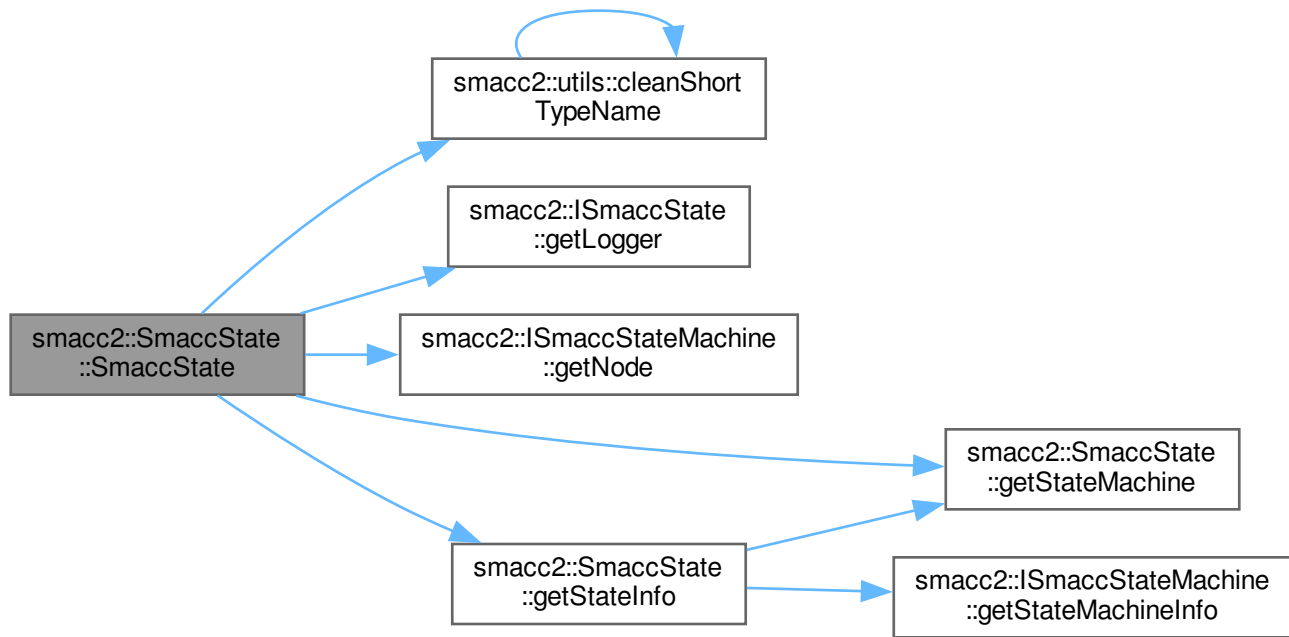 smacc2::utils::cleanShort
TypeName
smacc2::ISmaccState
::getLogger
smacc2::SmaccState
::SmaccState
smacc2::ISmaccStateMachine
::getNode
smacc2::SmaccState
::getStateMachine
smacc2::SmaccState
::getStateInfo
smacc2::ISmaccStateMachine
::getStateMachineInfo